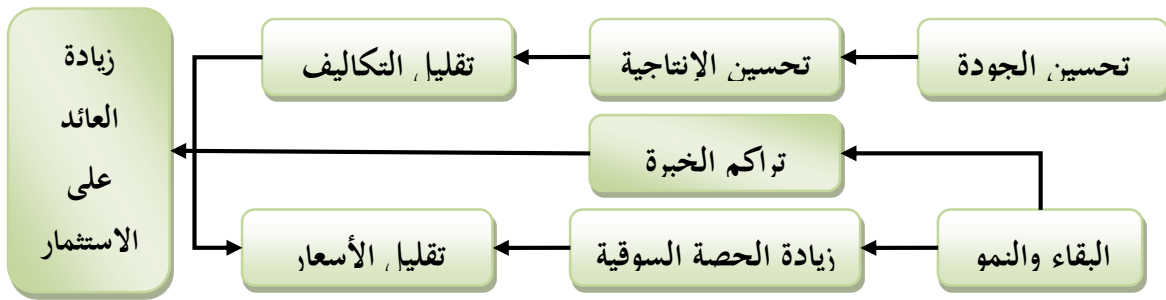 تحسين الجودة
تحسين الإنتاجية
تقليل التكاليف
زيادة
العائد
على
الاستثمار
تراكم الخبرة
البقاء والنمو
زيادة الحصة السوقية
تقليل الأسعار